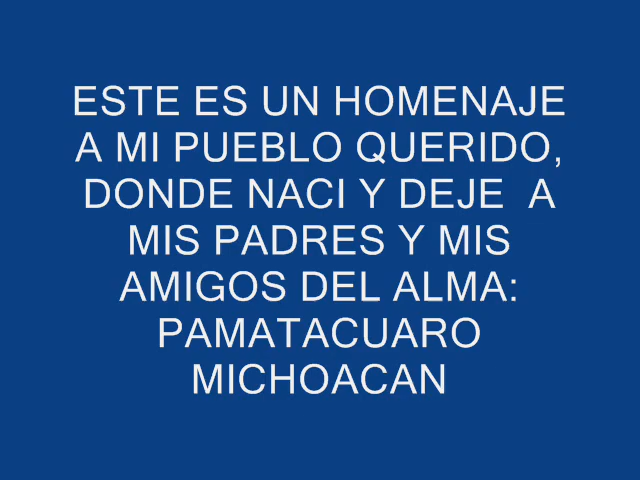 ESTE ES UN HOMENAJE
A MI PUEBLO QUERIDO,
DONDE NACI Y DEJE  A
MIS PADRES Y MIS
AMIGOS DEL ALMA:
PAMATACUARO
MICHOACAN